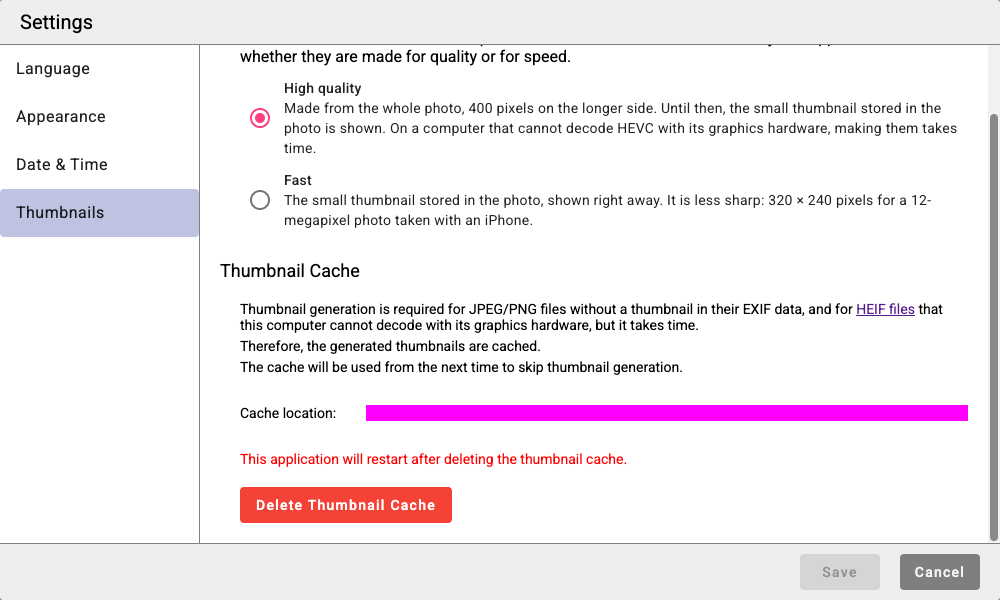 Settings
Language
Appearance
Date & Time
Thumbnails
whether they are made for quality or for speed.
High quality
Made from the whole photo, 400 pixels on the longer side. Until then, the small thumbnail stored in the
photo is shown. On a computer that cannot decode HEVC with its graphics hardware, making them takes
time.
Fast
The small thumbnail stored in the photo, shown right away. It is less sharp: 320 × 240 pixels for a 12-
megapixel photo taken with an iPhone.
Thumbnail Cache
Thumbnail generation is required for JPEG/PNG files without a thumbnail in their EXIF data, and for HEIF files that
this computer cannot decode with its graphics hardware, but it takes time.
Therefore, the generated thumbnails are cached.
The cache will be used from the next time to skip thumbnail generation.
Cache location:
This application will restart after deleting the thumbnail cache.
Delete Thumbnail Cache
Save
Cancel